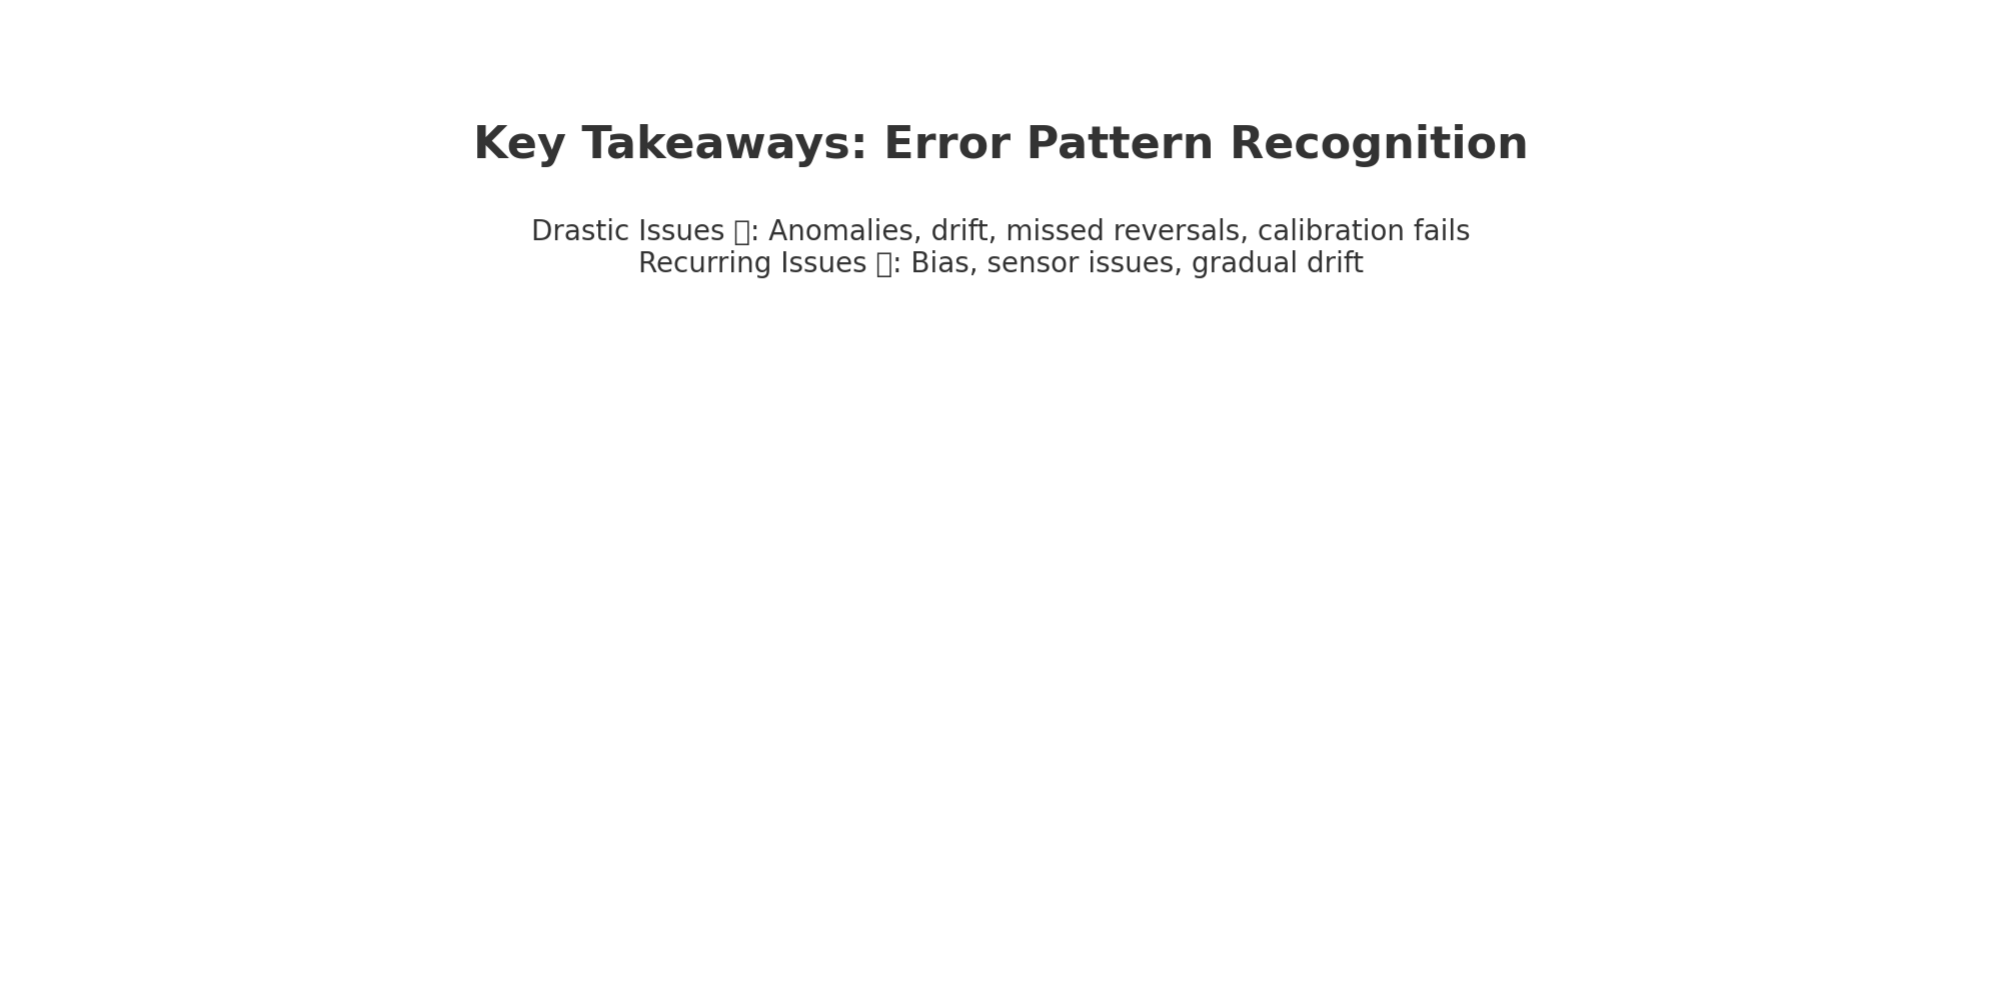 Key Takeaways: Error Pattern Recognition
Drastic Issues : Anomalies, drift, missed reversals, calibration fails
Recurring Issues : Bias, sensor issues, gradual drift